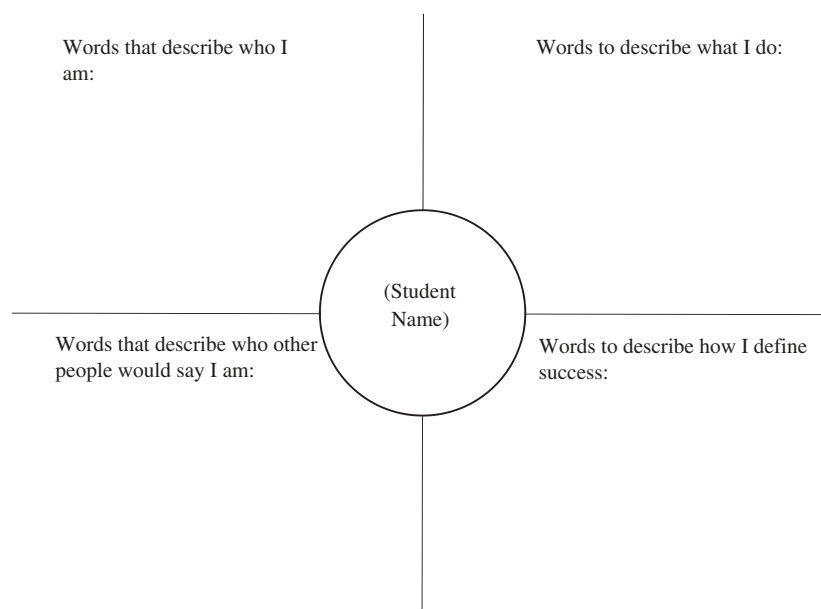 Words that describe who I
am:
Words to describe what I do:
(Student
Name)
Words that describe who other
people would say I am:
Words to describe how I define
success: